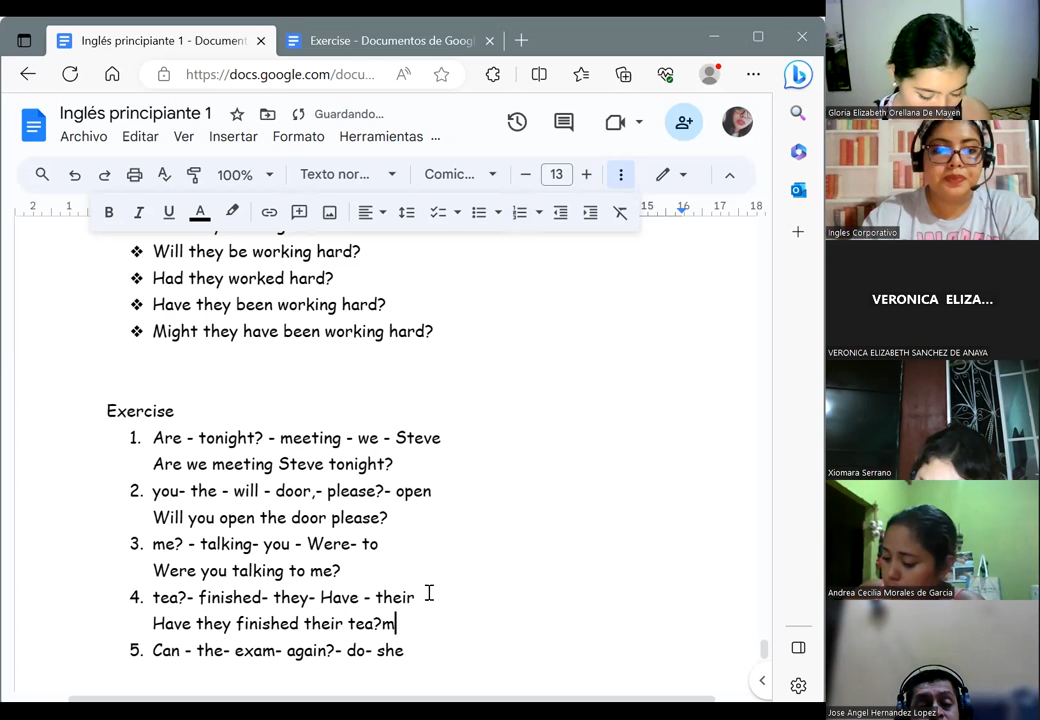 Inglés principiante 1 - Document
Exercise - Documentos de Goog
https://docs.google.com/docu...
Inglés principiante 1
Guardando...
Archivo Editar Ver Insertar Formato Herramientas ...
100% Texto nor... Comic... 13
2 1 15 16 17 18
❖ Will they be working hard?
❖ Had they worked hard?
❖ Have they been working hard?
❖ Might they have been working hard?
Exercise
1. Are - tonight? - meeting - we - Steve
Are we meeting Steve tonight?
2. you- the - will - door,- please?- open
Will you open the door please?
3. me? - talking- you - Were- to
Were you talking to me?
4. tea?- finished- they- Have - their
Have they finished their tea?m
5. Can - the- exam- again?- do- she
Gloria Elizabeth Orellana De Mayen
Ingles Corporativo
VERONICA ELIZA...
VERONICA ELIZABETH SANCHEZ DE ANAYA
Xiomara Serrano
Andrea Cecilia Morales de Garcia
Jose Angel Hernandez Lopez